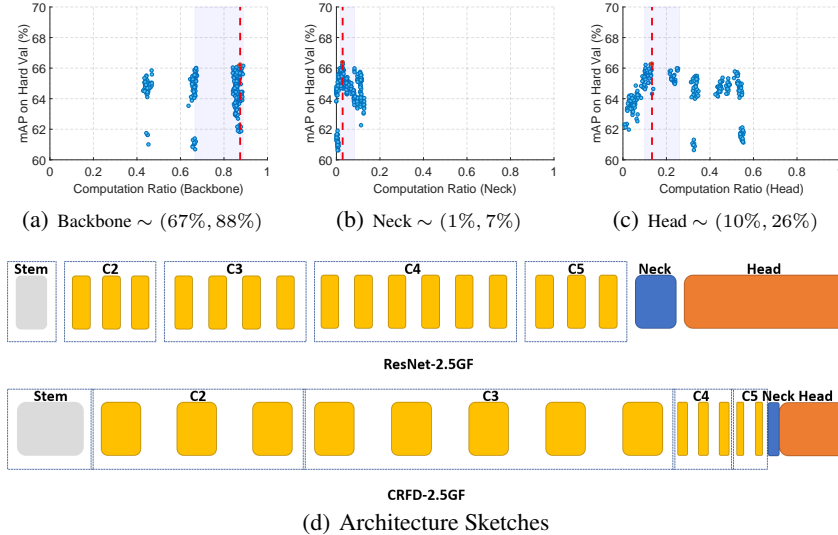 70
68
66
64
62
60
mAP on Hard Val (%)
0 0.2 0.4 0.6 0.8 1
Computation Ratio (Backbone)
(a) Backbone ∼ (67%, 88%)
70
68
66
64
62
60
mAP on Hard Val (%)
0 0.2 0.4 0.6 0.8 1
Computation Ratio (Neck)
(b) Neck ∼ (1%, 7%)
70
68
66
64
62
60
mAP on Hard Val (%)
0 0.2 0.4 0.6 0.8 1
Computation Ratio (Head)
(c) Head ∼ (10%, 26%)
Stem C2 C3 C4 C5 Neck Head
ResNet-2.5GF
Stem C2 C3 C4 C5 Neck Head
CRFD-2.5GF
(d) Architecture Sketches